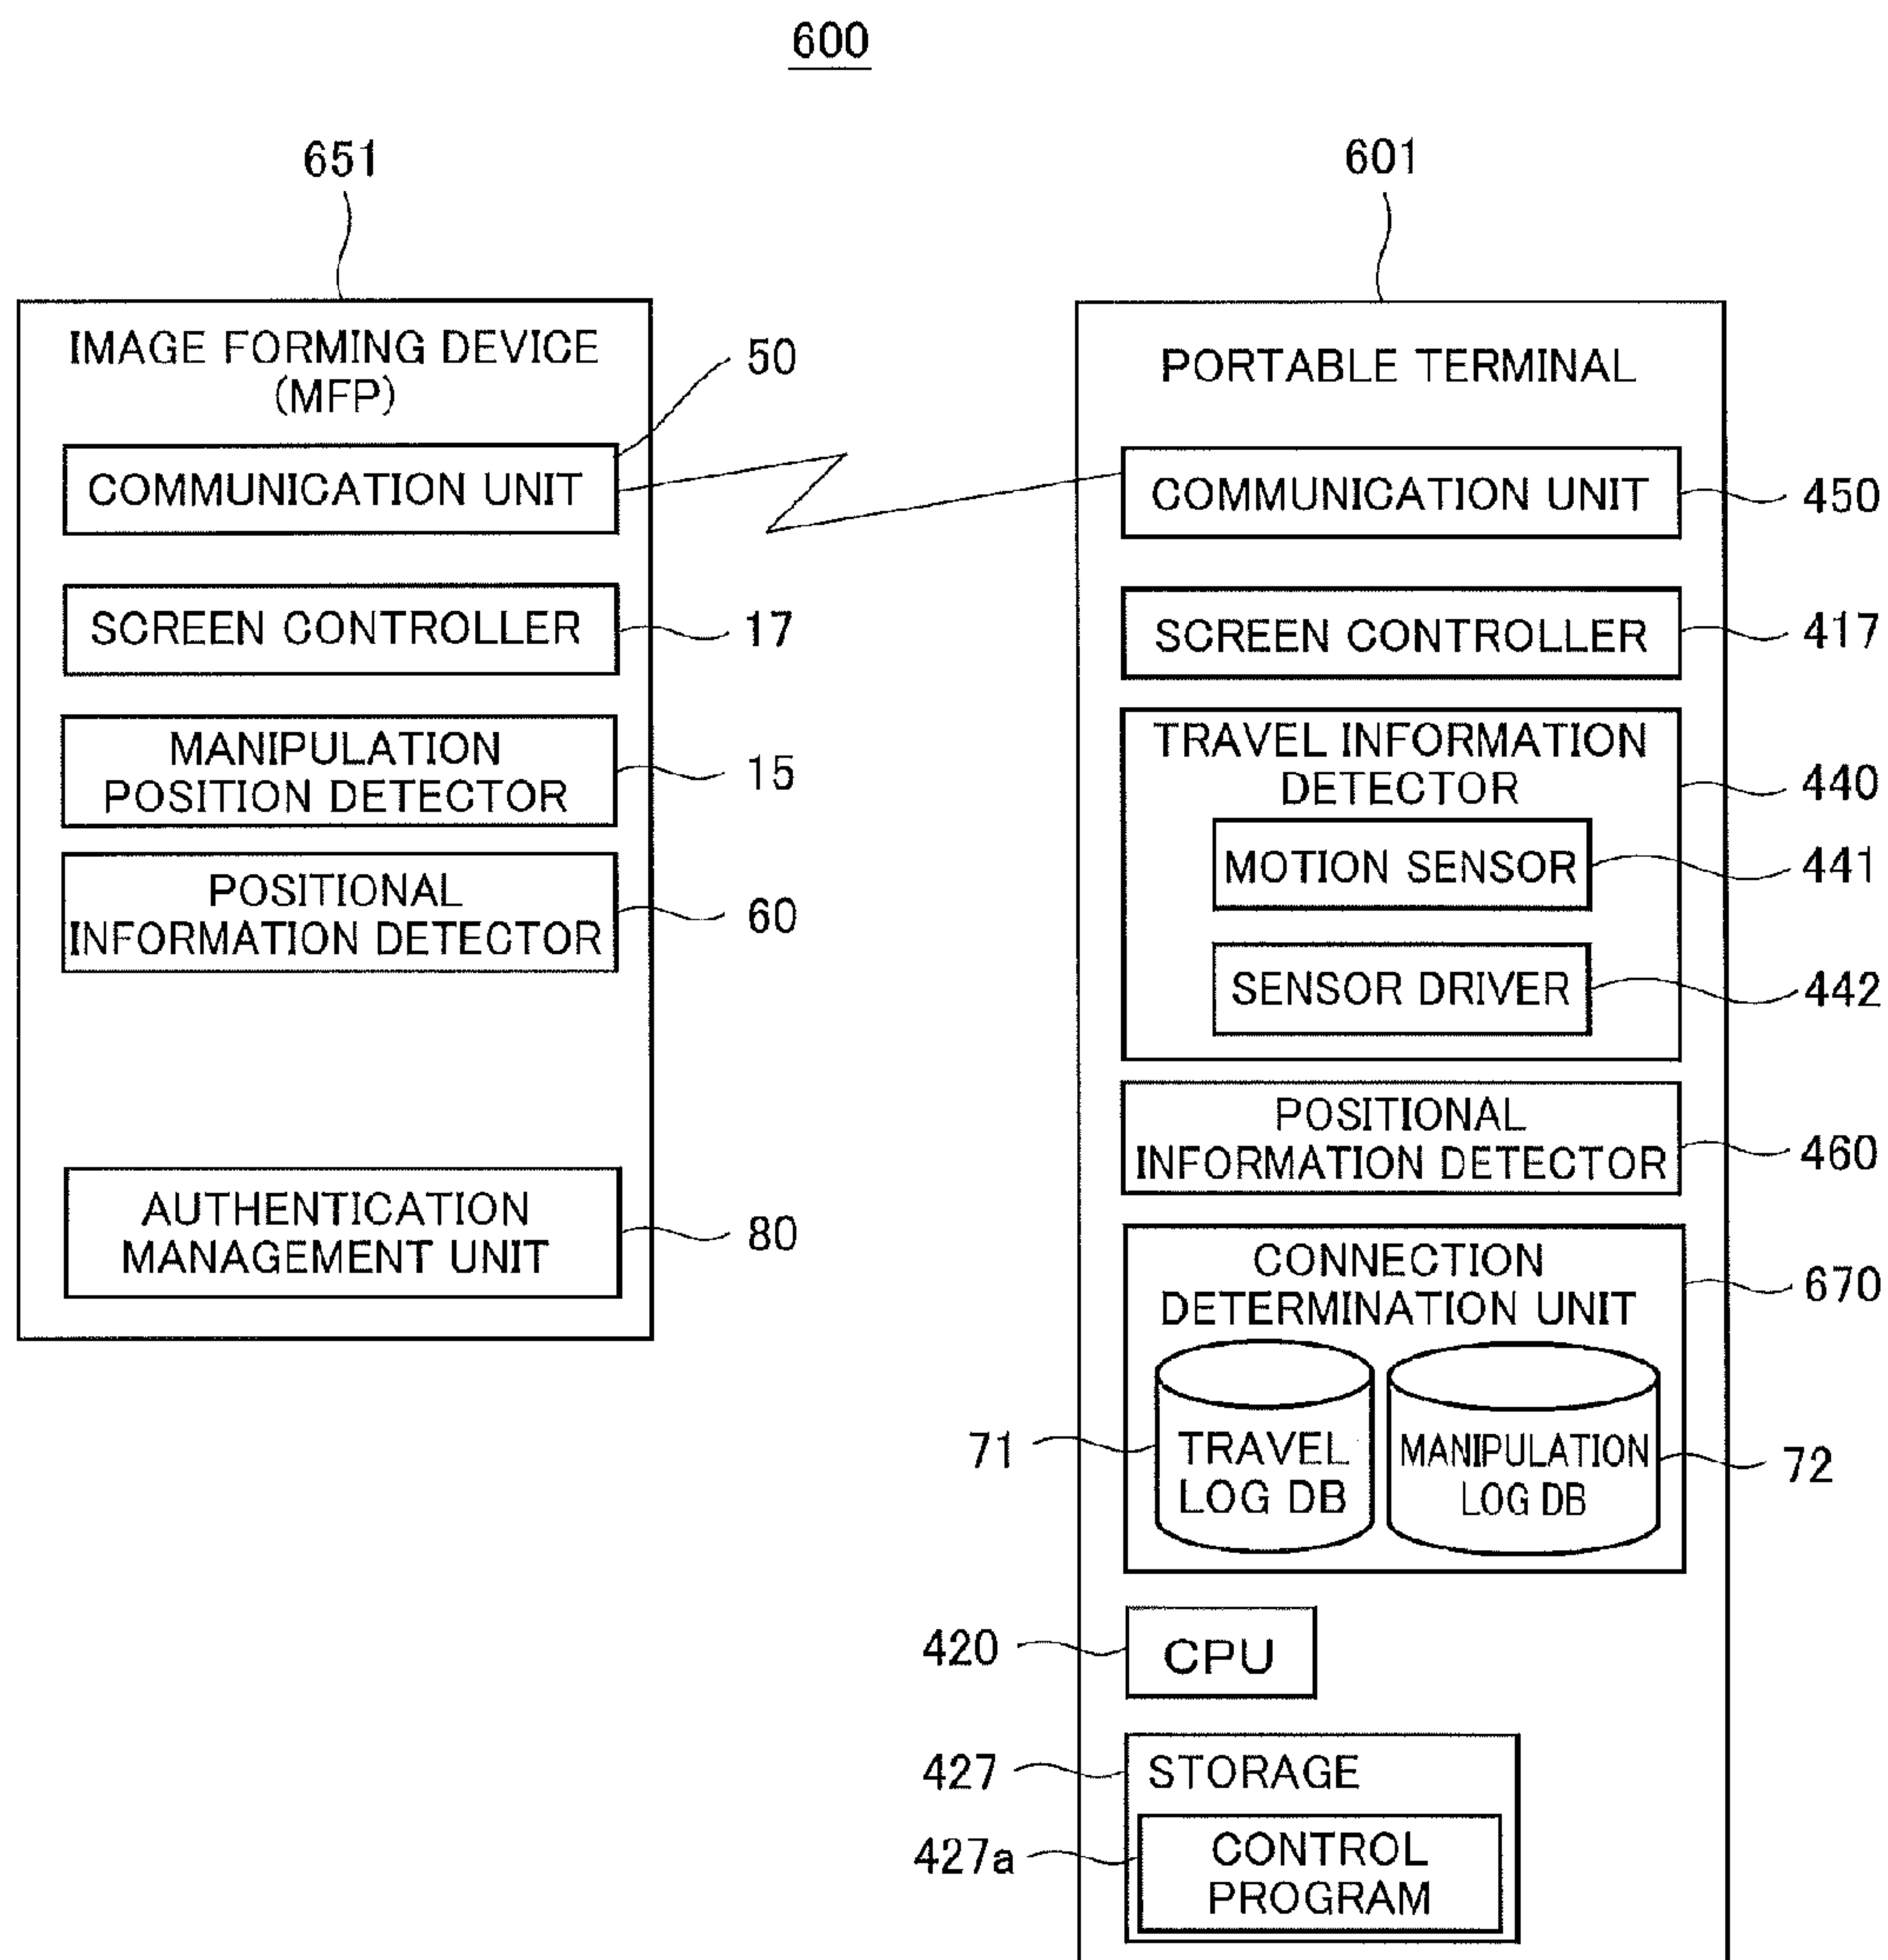 600
651
IMAGE FORMING DEVICE
(MFP)
50
COMMUNICATION UNIT
SCREEN CONTROLLER
17
MANIPULATION
POSITION DETECTOR
15
POSITIONAL
INFORMATION DETECTOR
60
AUTHENTICATION
MANAGEMENT UNIT
80
601
PORTABLE TERMINAL
COMMUNICATION UNIT
450
SCREEN CONTROLLER
417
TRAVEL INFORMATION
DETECTOR
440
MOTION SENSOR
441
SENSOR DRIVER
442
POSITIONAL
INFORMATION DETECTOR
460
CONNECTION
DETERMINATION UNIT
670
71
TRAVEL
LOG DB
MANIPULATION
LOG DB
72
420
CPU
427
STORAGE
427a
CONTROL
PROGRAM